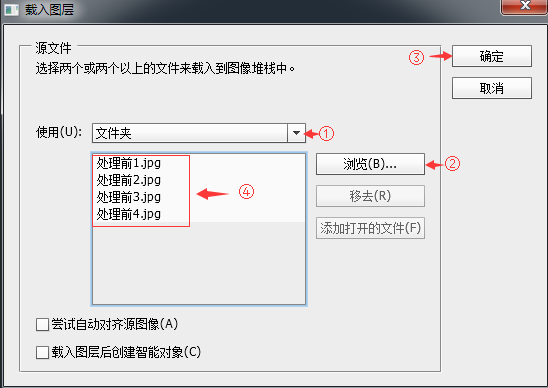 载入图层
源文件
选择两个或两个以上的文件来载入到图像堆栈中。
③
确定
取消
使用(U):
文件夹
①
处理前1.jpg
处理前2.jpg
处理前3.jpg
处理前4.jpg
④
浏览(B)...
②
移去(R)
添加打开的文件(F)
尝试自动对齐源图像(A)
载入图层后创建智能对象(C)